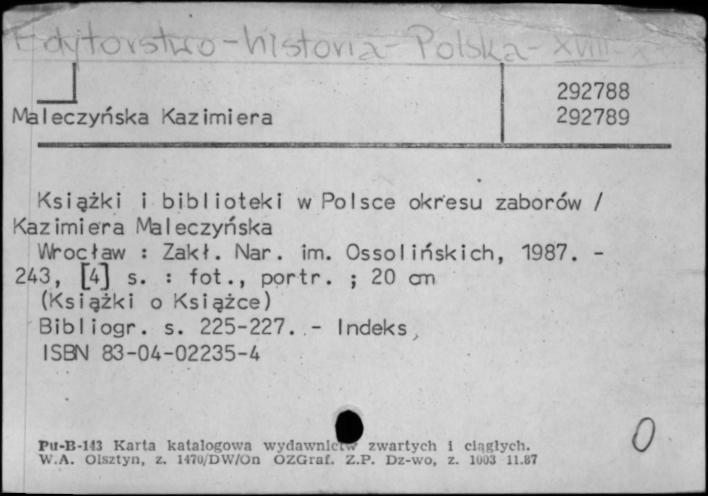 Edytorstwo - historia - Polska - XVIII - X
292788
Maleczyńska Kazimiera 292789
Książki i biblioteki w Polsce okresu zaborów /
Kazimiera Maleczyńska
Wrocław : Zakł. Nar. im. Ossolińskich, 1987. -
243, [4] s. : fot., portr. ; 20 cm
(Książki o Książce)
Bibliogr. s. 225-227. - Indeks
ISBN 83-04-02235-4
Pu-B-143 Karta katalogowa wydawnictw zwartych i ciągłych.
W.A. Olsztyn, z. 1470/DW/On OZGraf. Z.P. Dz-wo, z. 1003 11.87
0